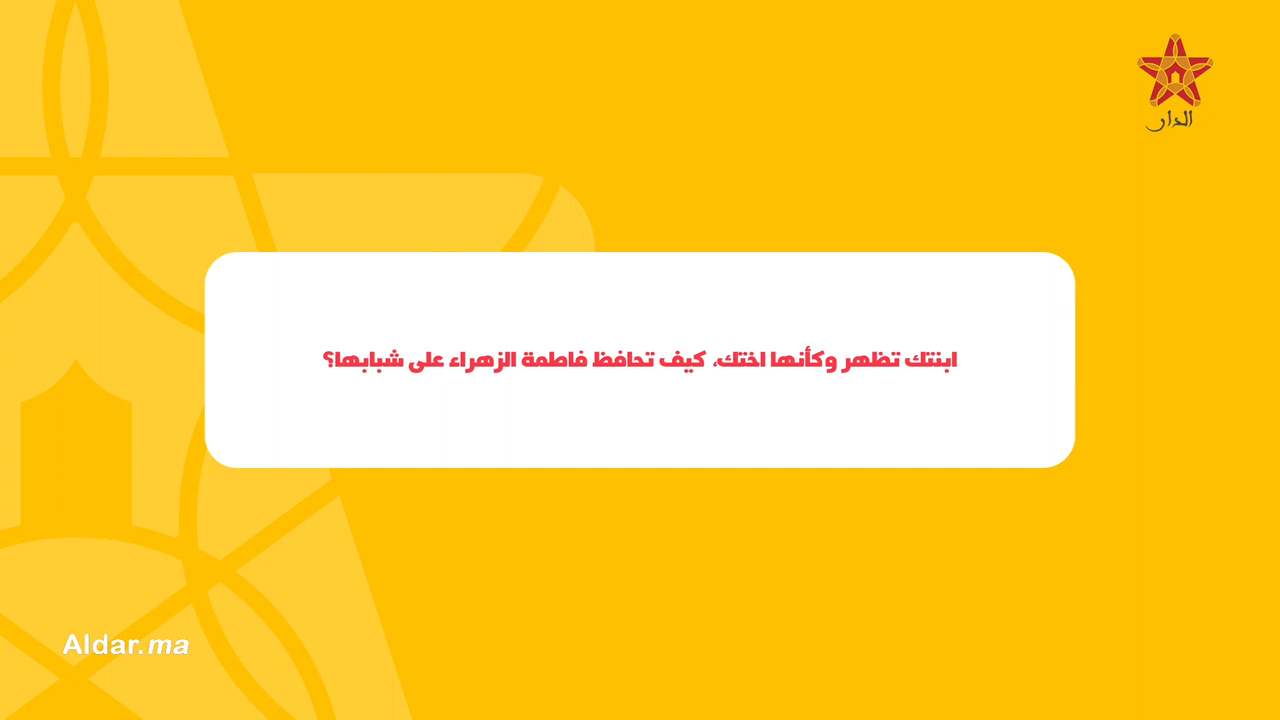 الدار
ابنتك تظهر وكأنها اختك، كيف تحافظ فاطمة الزهراء على شبابها؟
Aldar.ma